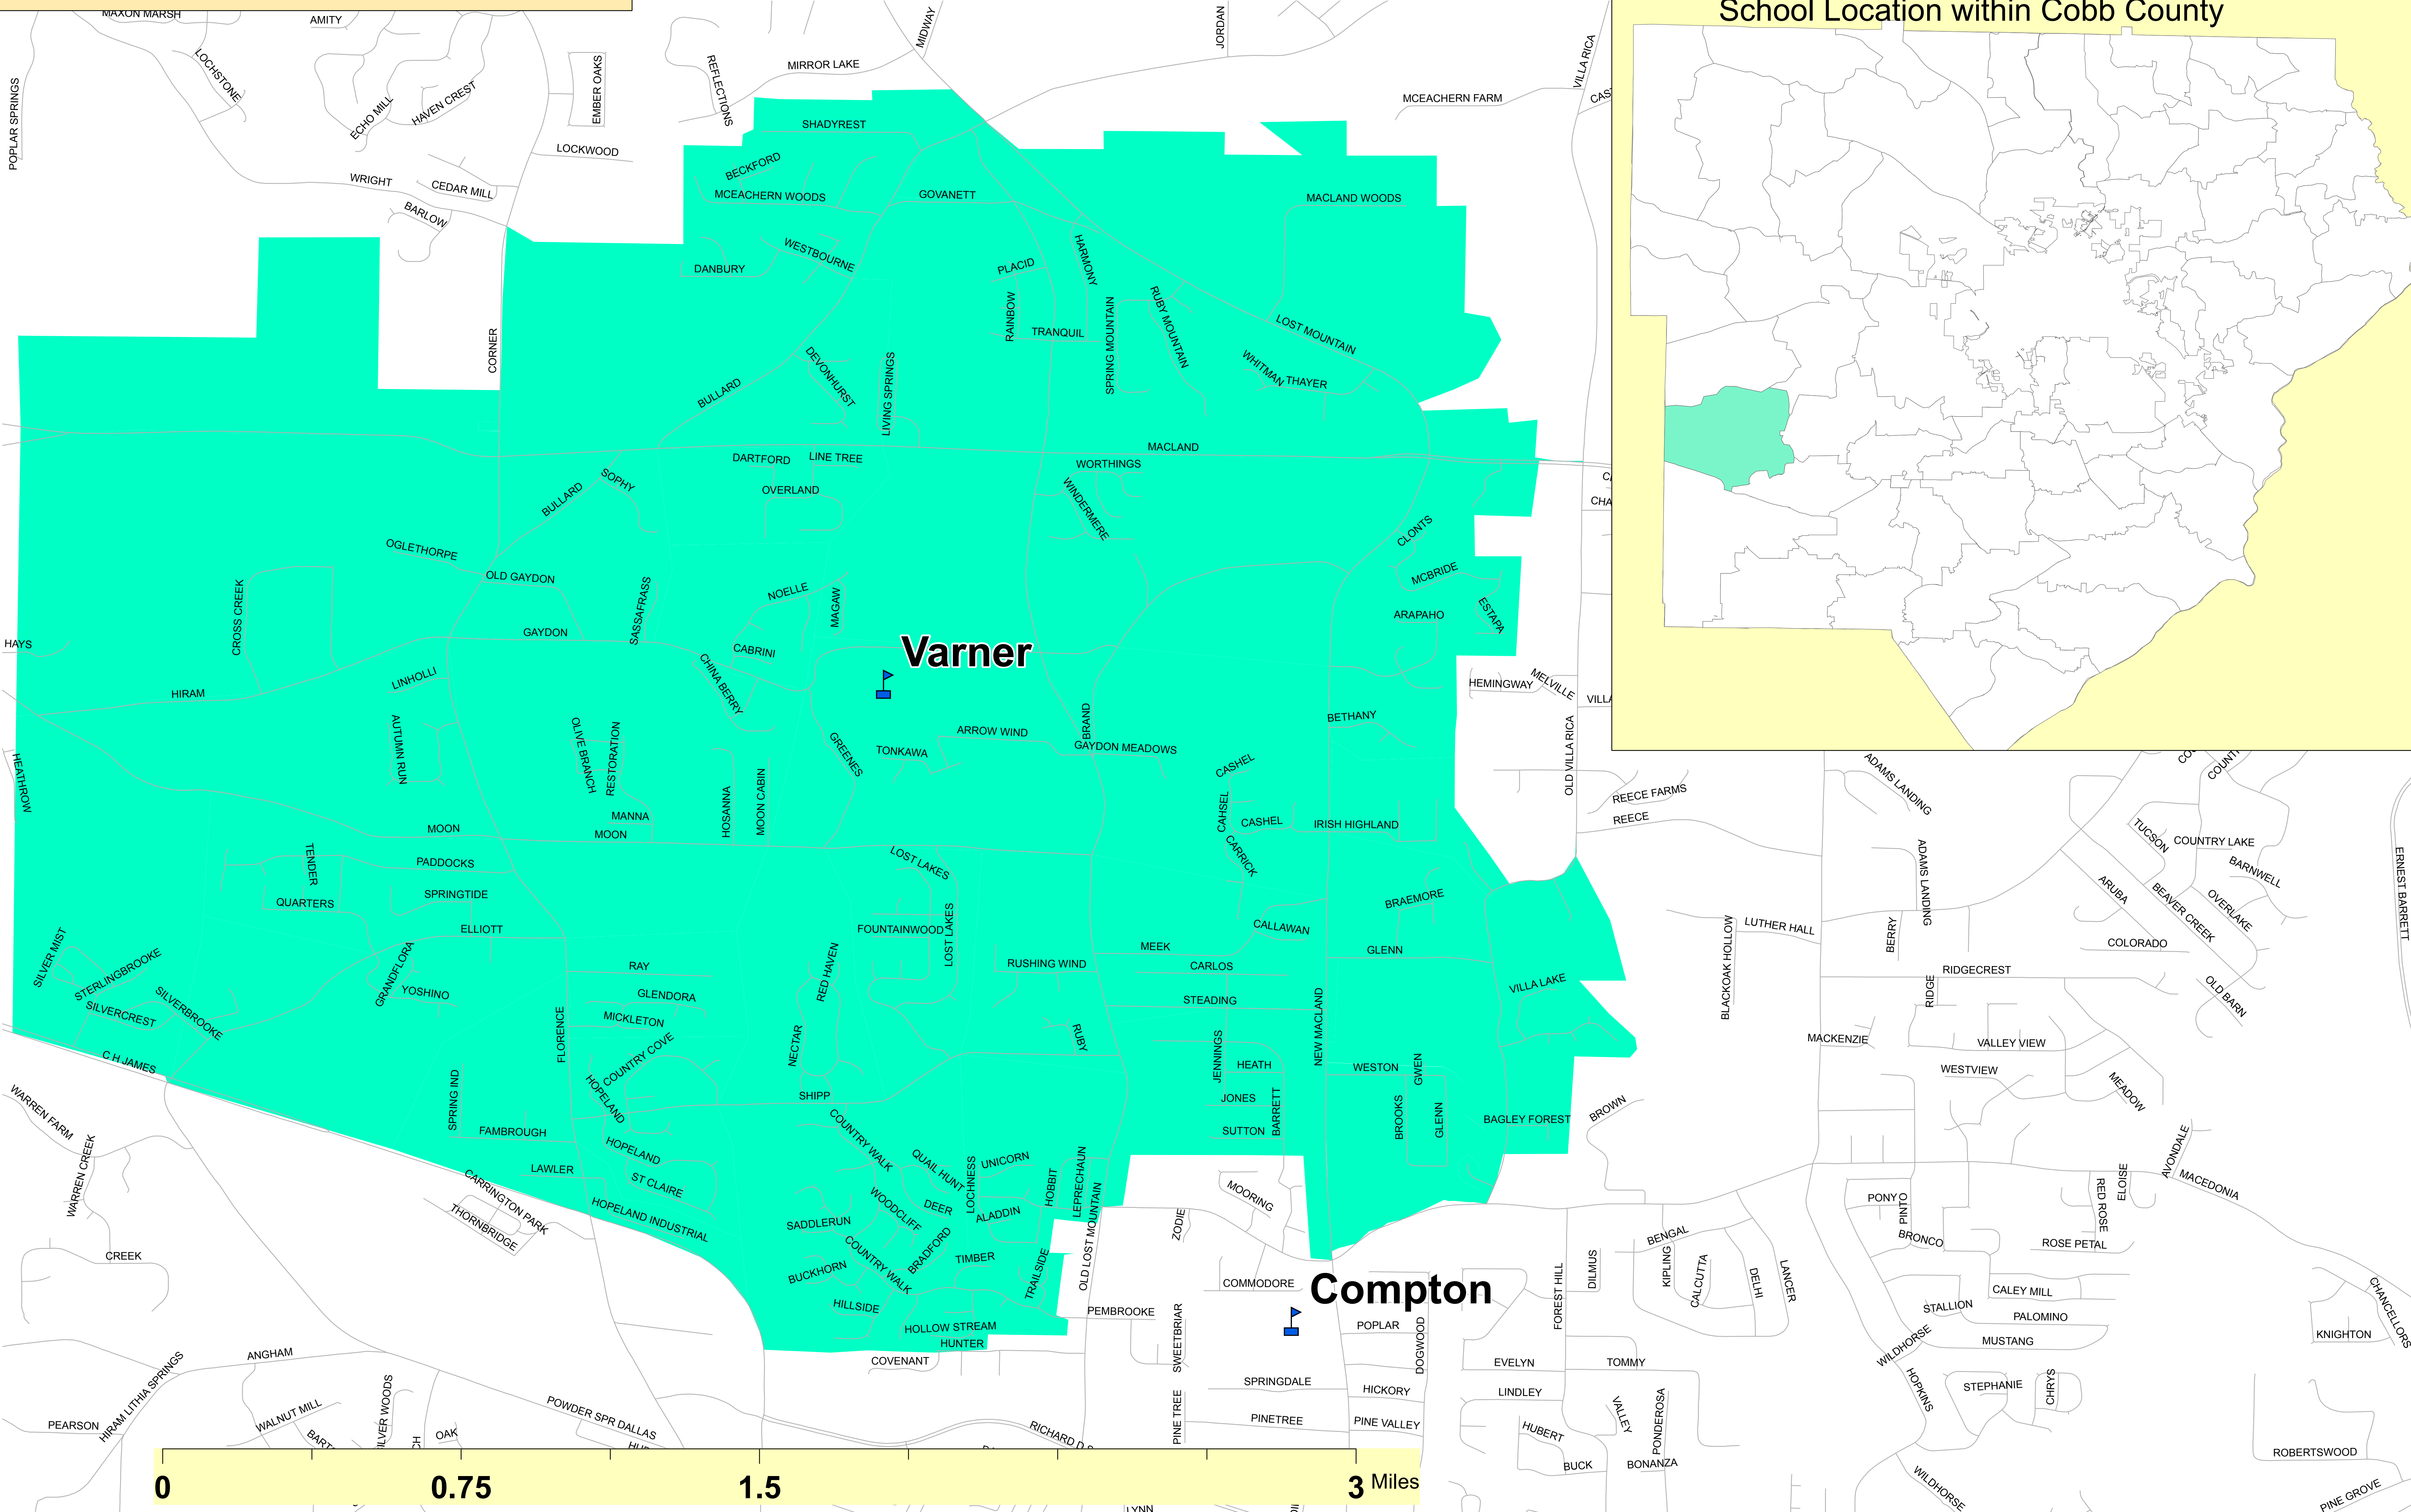 School Location within Cobb County
MAXON MARSH
AMITY
MIDWAY
JORDAN
VILLA RICA
POPLAR SPRINGS
LOCHSTONE
ECHO MILL
HAVEN CREST
EMBER OAKS
REFLECTIONS
MIRROR LAKE
MCEACHERN FARM
SHADYREST
LOCKWOOD
BECKFORD
WRIGHT
CEDAR MILL
MCEACHERN WOODS
GOVANETT
MACLAND WOODS
BARLOW
DANBURY
WESTBOURNE
PLACID
HARMONY
RAINBOW
TRANQUIL
SPRING MOUNTAIN
RUBY MOUNTAIN
LOST MOUNTAIN
CORNER
DEVONHURST
LIVING SPRINGS
WHITMAN
THAYER
BULLARD
MACLAND
DARTFORD
LINE TREE
WORTHINGS
SOPHY
BULLARD
OVERLAND
WINDERMERE
CLONTS
OGLETHORPE
OLD GAYDON
MCBRIDE
CROSS CREEK
SASSAFRASS
NOELLE
MAGAW
ARAPAHO
ESTAPA
HAYS
GAYDON
CABRINI
Varner
CHINA BERRY
LINHOLLI
HIRAM
HEMINGWAY
MELVILLE
AUTUMN RUN
OLIVE BRANCH
RESTORATION
GREENES
TONKAWA
ARROW WIND
BRAND
GAYDON MEADOWS
BETHANY
OLD VILLA RICA
HEATHROW
CASHEL
HOSANNA
MOON CABIN
CAHSEL
CASHEL
IRISH HIGHLAND
REECE FARMS
REECE
ADAMS LANDING
COUNTRY LAKE
TUCSON
BARNWELL
ERNEST BARRETT
MANNA
MOON
MOON
TENDER
PADDOCKS
LOST LAKES
CARRICK
ADAMS LANDING
ARUBA
BEAVER CREEK
OVERLAKE
SPRINGTIDE
QUARTERS
BRAEMORE
ELLIOTT
FOUNTAINWOOD
LOST LAKES
CALLAWAN
LUTHER HALL
BERRY
COLORADO
SILVER MIST
STERLINGBROOKE
GRANDFLORA
YOSHINO
RAY
RED HAVEN
RUSHING WIND
MEEK
CARLOS
GLENN
BLACKOAK HOLLOW
RIDGECREST
RIDGE
OLD BARN
SILVERCREST
SILVERBROOKE
GLENDORA
STEADING
VILLA LAKE
MICKLETON
FLORENCE
NECTAR
RUBY
NEW MACLAND
MACKENZIE
VALLEY VIEW
C H JAMES
COUNTRY COVE
JENNINGS
HEATH
WESTON
GWEN
WESTVIEW
MEADOW
WARREN FARM
SPRING IND
HOPELAND
SHIPP
JONES
BARRETT
BROOKS
GLENN
BAGLEY FOREST
BROWN
FAMBROUGH
COUNTRY WALK
SUTTON
WARREN CREEK
HOPELAND
QUAIL HUNT
UNICORN
LOCHNESS
HOBBIT
LEPRECHAUN
AVONDALE
LAWLER
ST CLAIRE
CARRINGTON PARK
MOORING
MACEDONIA
ELOISE
RED ROSE
THORNBRIDGE
HOPELAND INDUSTRIAL
SADDLERUN
WOODCLIFF
DEER
ALADDIN
OLD LOST MOUNTAIN
ZODIE
PONY
PINTO
BRONCO
ROSE PETAL
CREEK
BUCKHORN
COUNTRY WALK
BRADFORD
TIMBER
TRAILSIDE
COMMODORE
Compton
BENGAL
KIPLING
CALCUTTA
DELHI
LANCER
DILMUS
FOREST HILL
CALEY MILL
CHANCELLORS
HILLSIDE
HOLLOW STREAM
HUNTER
PEMBROOKE
SWEETBRIAR
POPLAR
DOGWOOD
STALLION
PALOMINO
MUSTANG
KNIGHTON
WILDHORSE
ANGHAM
COVENANT
EVELYN
TOMMY
HIRAM LITHIA SPRINGS
SPRINGDALE
HICKORY
LINDLEY
HOPKINS
STEPHANIE
CHRYS
PEARSON
WALNUT MILL
OAK
POWDER SPR DALLAS
PINE TREE
PINETREE
PINE VALLEY
HUBERT
VALLEY
PONDEROSA
BUCK
BONANZA
ROBERTSWOOD
WILDHORSE
PINE GROVE
0 0.75 1.5 3 Miles